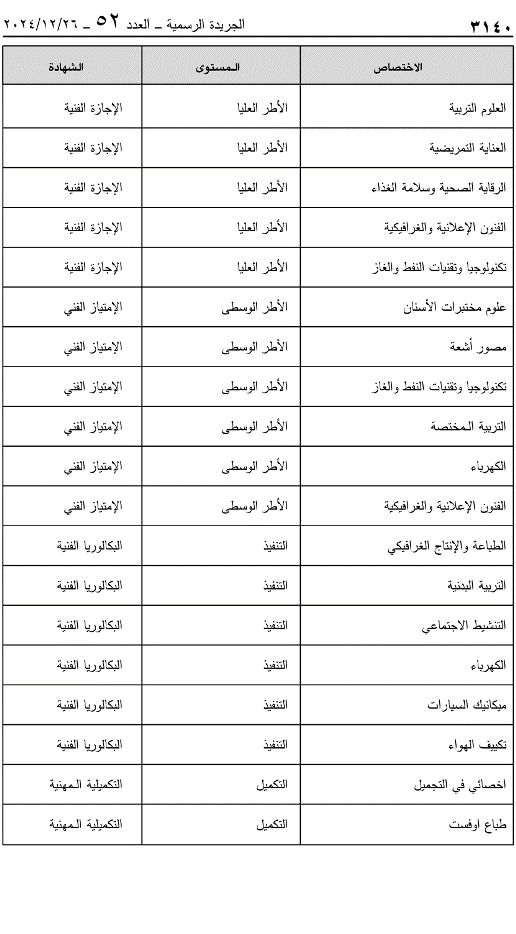 ٣١٤٠ الجريدة الرسمية ــ العدد ٥٢ ــ ٢٠٢٤/١٢/٢٦
الاختصاص المستوى الشهادة
العلوم التربية الأطر العليا الإجازة الفنية
العناية التمريضية الأطر العليا الإجازة الفنية
الرقاية الصحية وسلامة الغذاء الأطر العليا الإجازة الفنية
الفنون الإعلانية والغرافيكية الأطر العليا الإجازة الفنية
تكنولوجيا وتقنيات النفط والغاز الأطر العليا الإجازة الفنية
علوم مختبرات الأسنان الأطر الوسطى الإمتياز الفني
مصور أشعة الأطر الوسطى الإمتياز الفني
تكنولوجيا وتقنيات النفط والغاز الأطر الوسطى الإمتياز الفني
التربية المختصة الأطر الوسطى الإمتياز الفني
الكهرباء الأطر الوسطى الإمتياز الفني
الفنون الإعلانية والغرافيكية الأطر الوسطى الإمتياز الفني
الطباعة والإنتاج الغرافيكي التنفيذ البكالوريا الفنية
التربية البدنية التنفيذ البكالوريا الفنية
التنشيط الاجتماعي التنفيذ البكالوريا الفنية
الكهرباء التنفيذ البكالوريا الفنية
ميكانيك السيارات التنفيذ البكالوريا الفنية
تكييف الهواء التنفيذ البكالوريا الفنية
اخصائي في التجميل التكميل التكميلية المهنية
طباع اوفست التكميل التكميلية المهنية